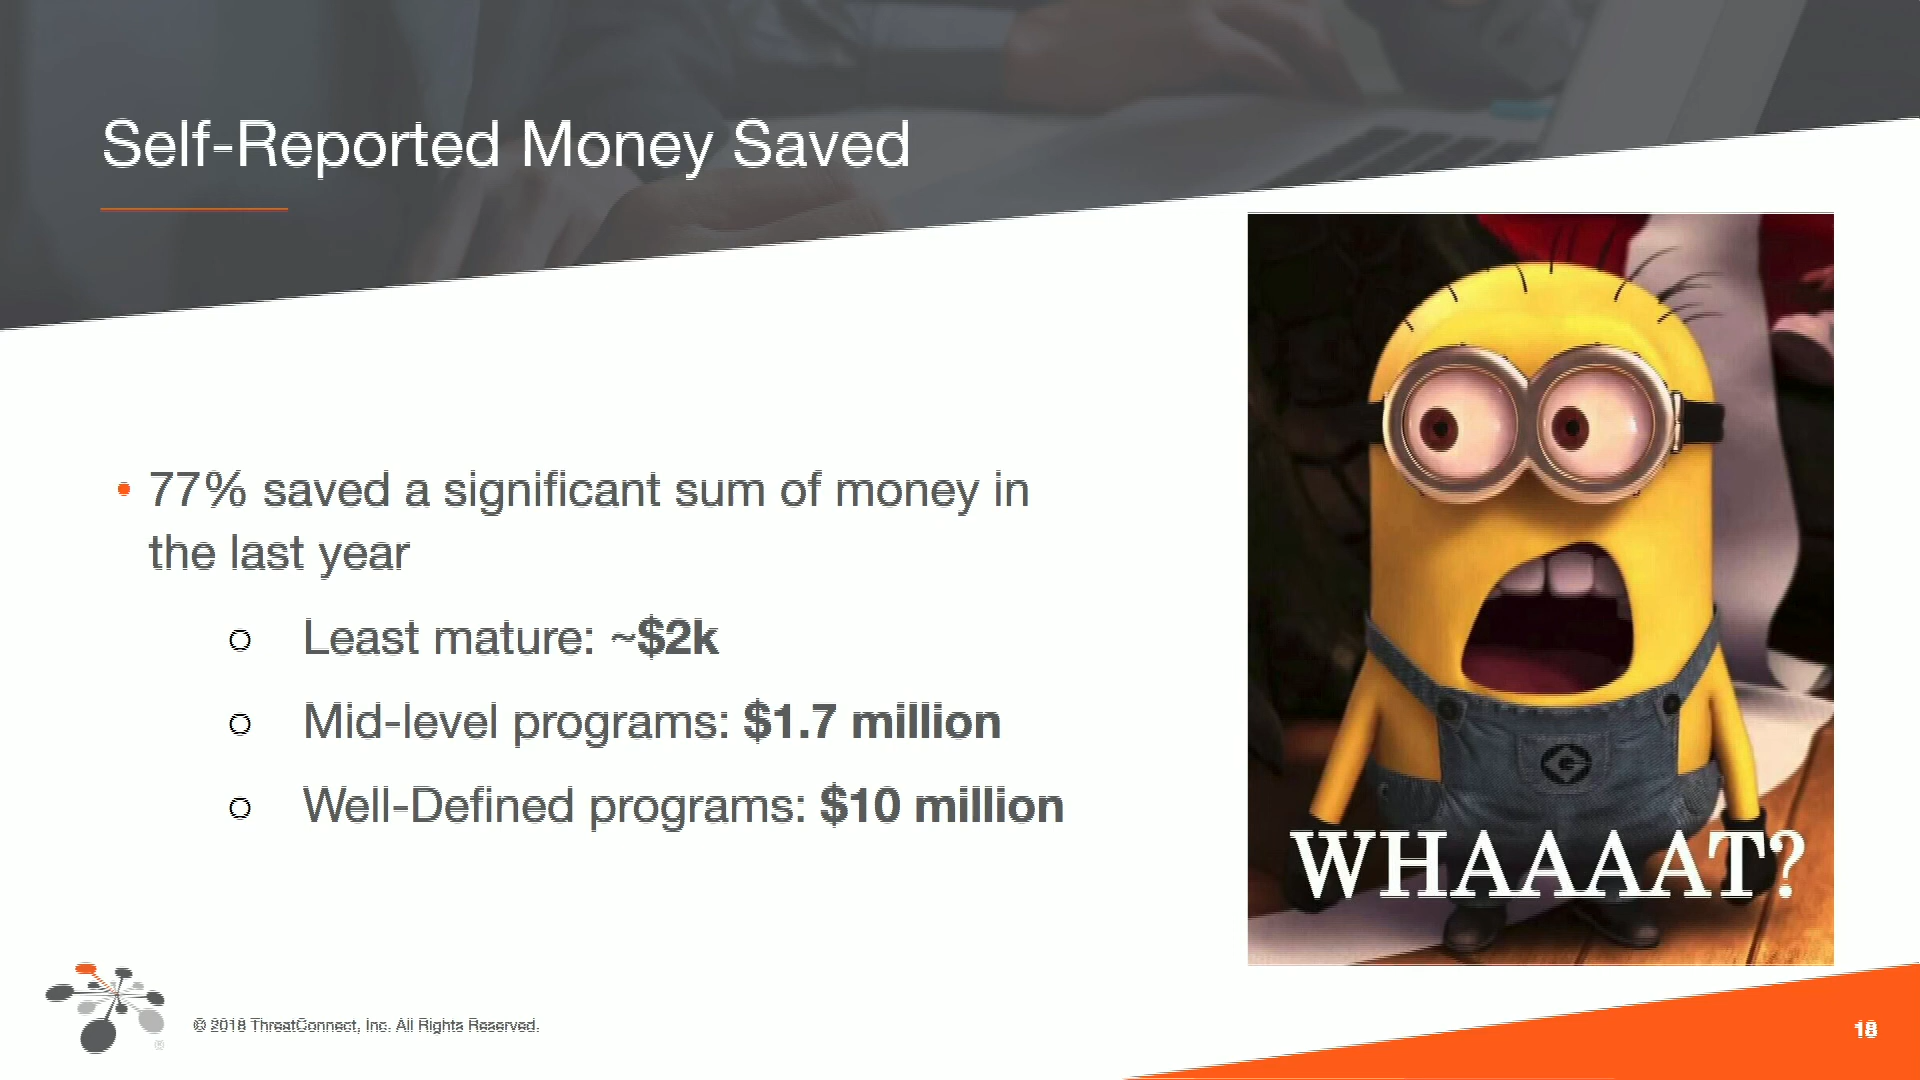 Self-Reported Money Saved
• 77% saved a significant sum of money in
the last year
○ Least mature: ~$2k
○ Mid-level programs: $1.7 million
○ Well-Defined programs: $10 million
WHAAAAT?
® © 2018 ThreatConnect, Inc. All Rights Reserved.
18